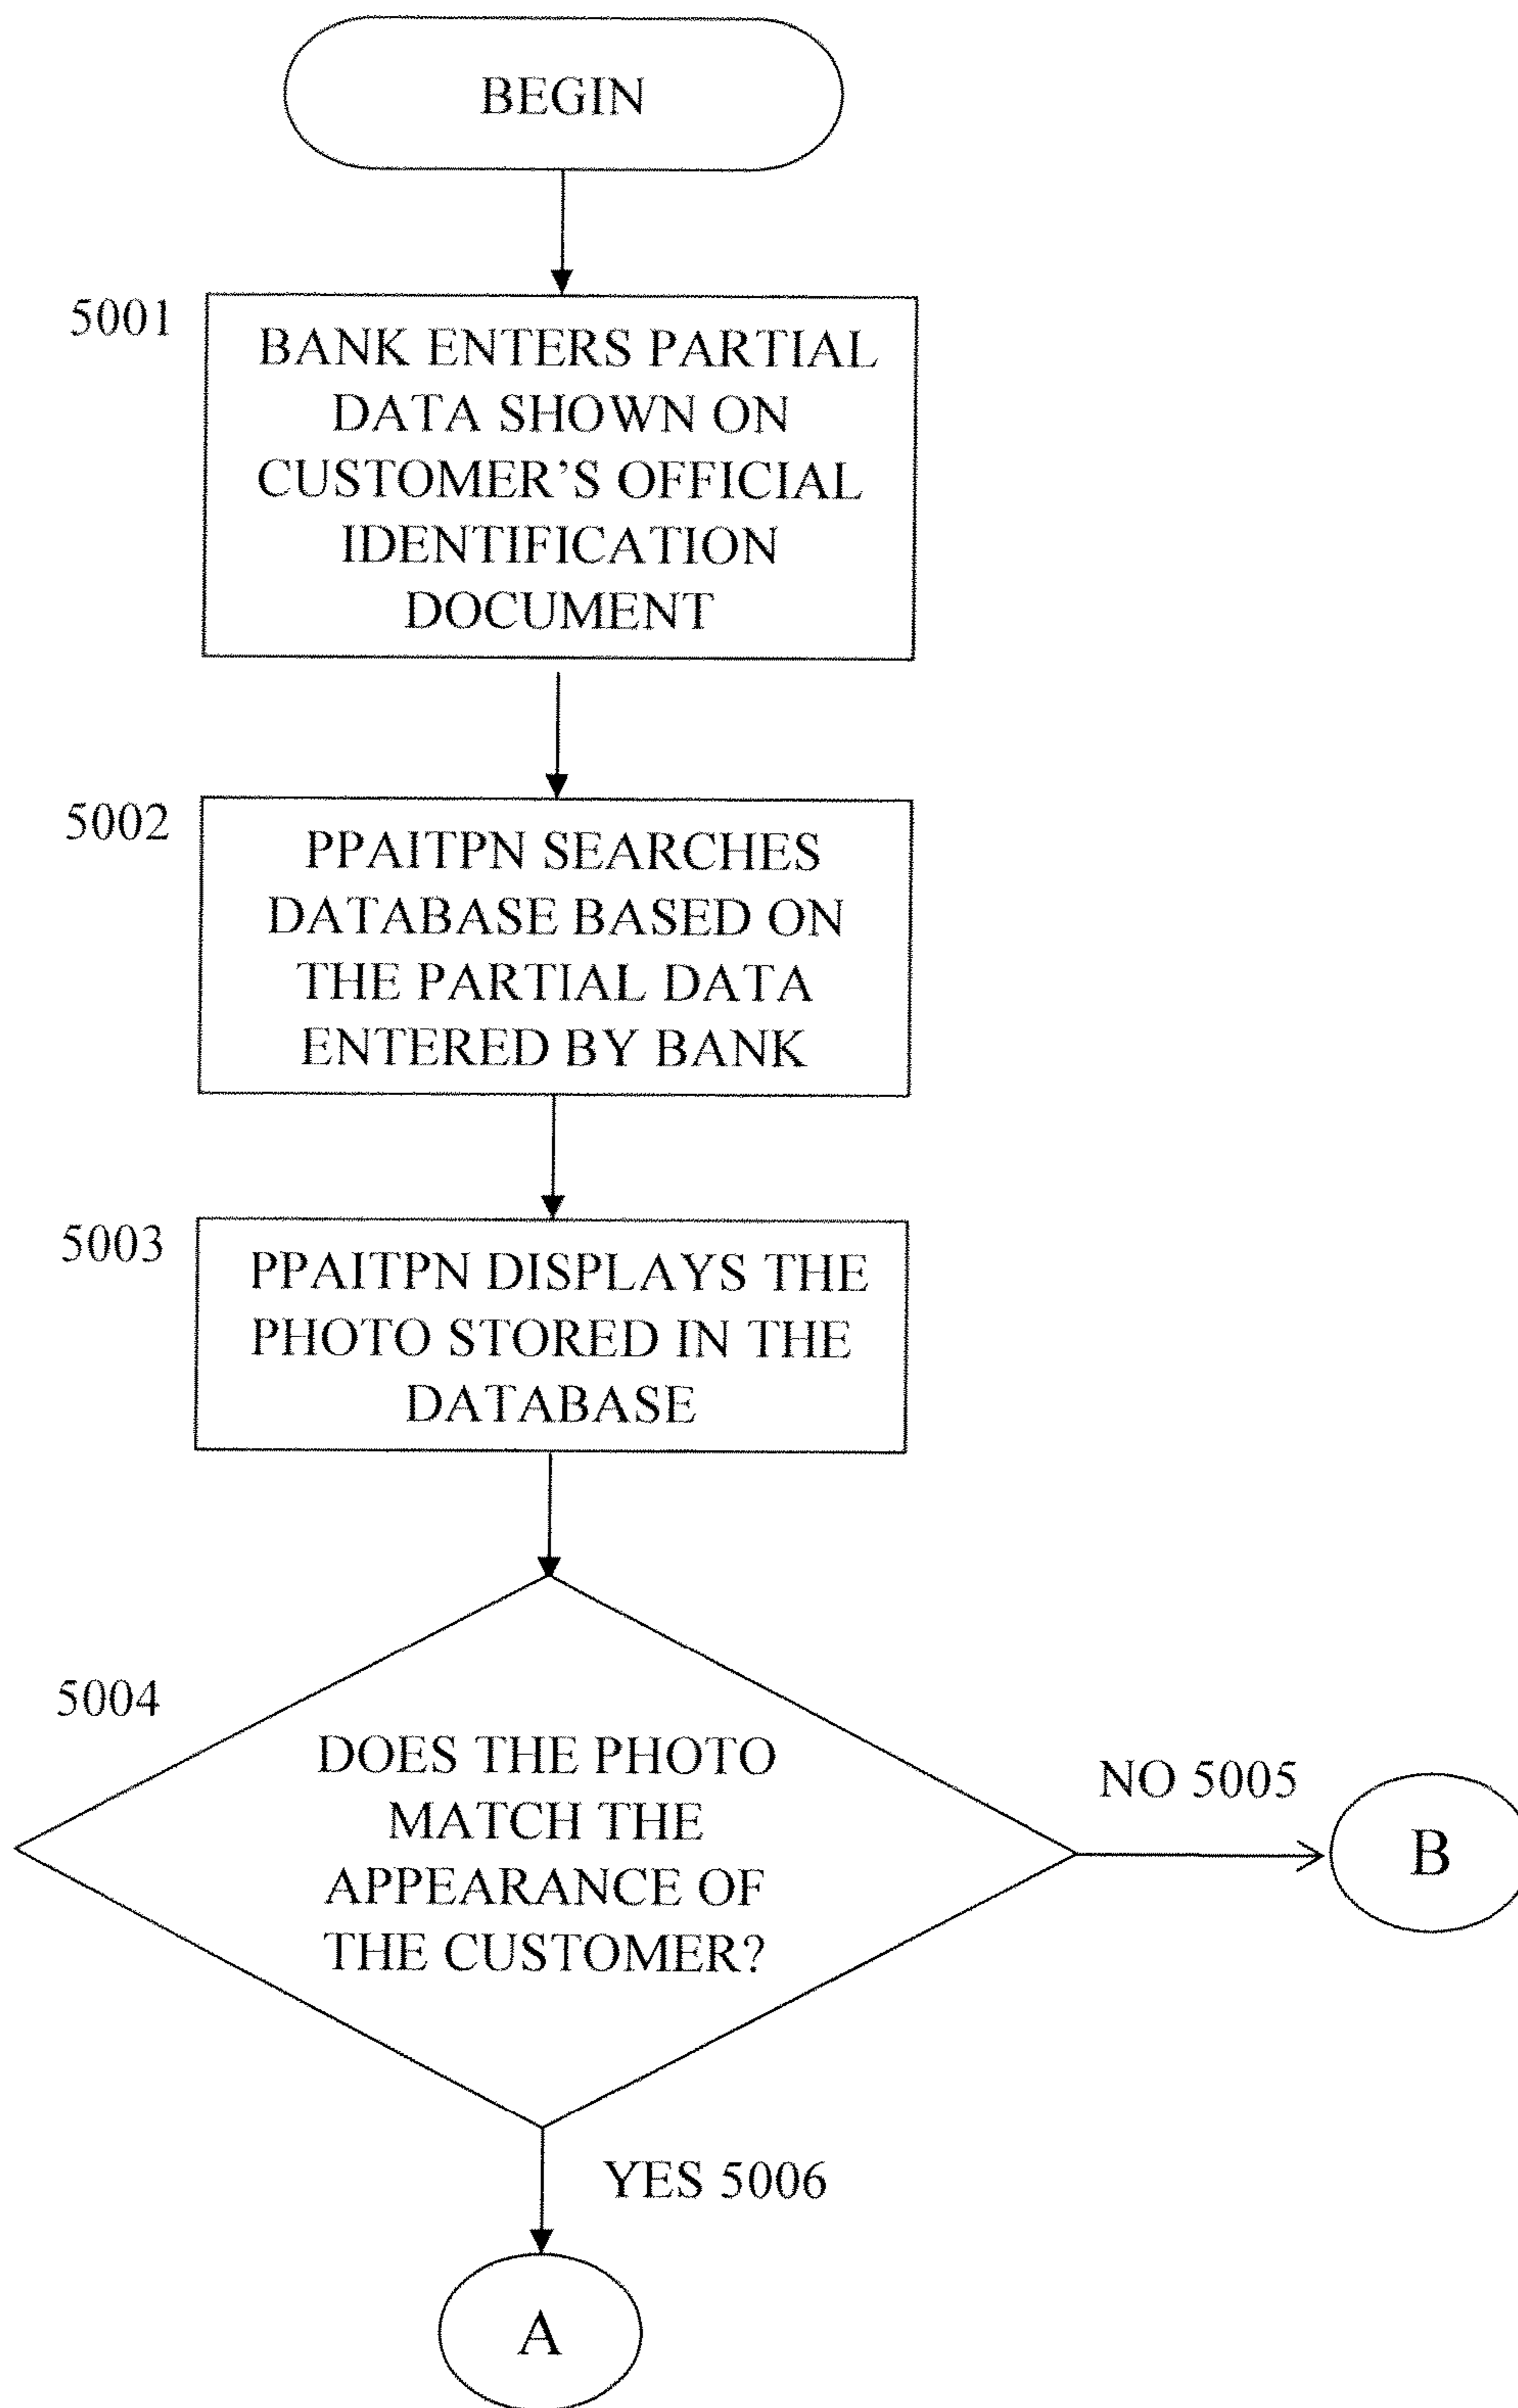 BEGIN
5001
BANK ENTERS PARTIAL
DATA SHOWN ON
CUSTOMER’S OFFICIAL
IDENTIFICATION
DOCUMENT
5002
PPAITPN SEARCHES
DATABASE BASED ON
THE PARTIAL DATA
ENTERED BY BANK
5003
PPAITPN DISPLAYS THE
PHOTO STORED IN THE
DATABASE
5004
DOES THE PHOTO
MATCH THE
APPEARANCE OF
THE CUSTOMER?
NO 5005
B
YES 5006
A